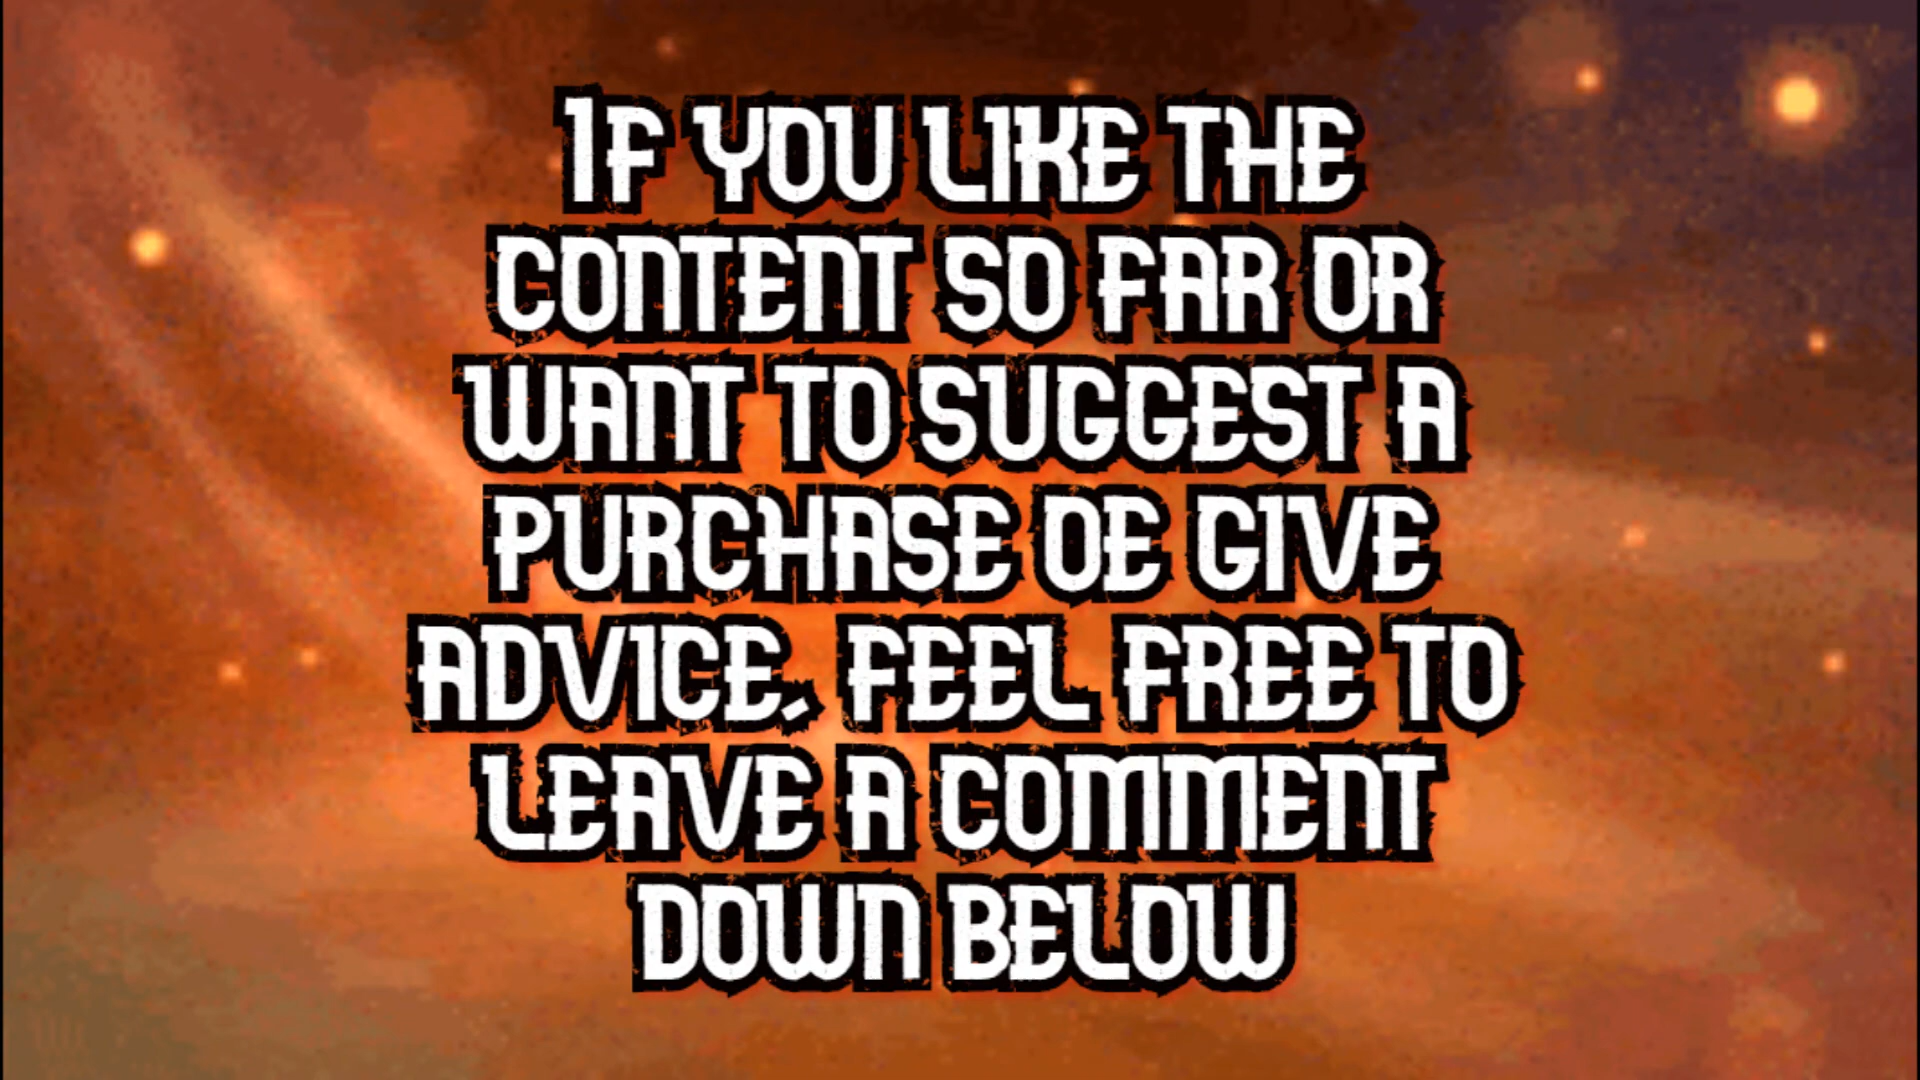 If you like the
content so far or
want to suggest a
purchase oe give
advice, feel free to
leave a comment
down below